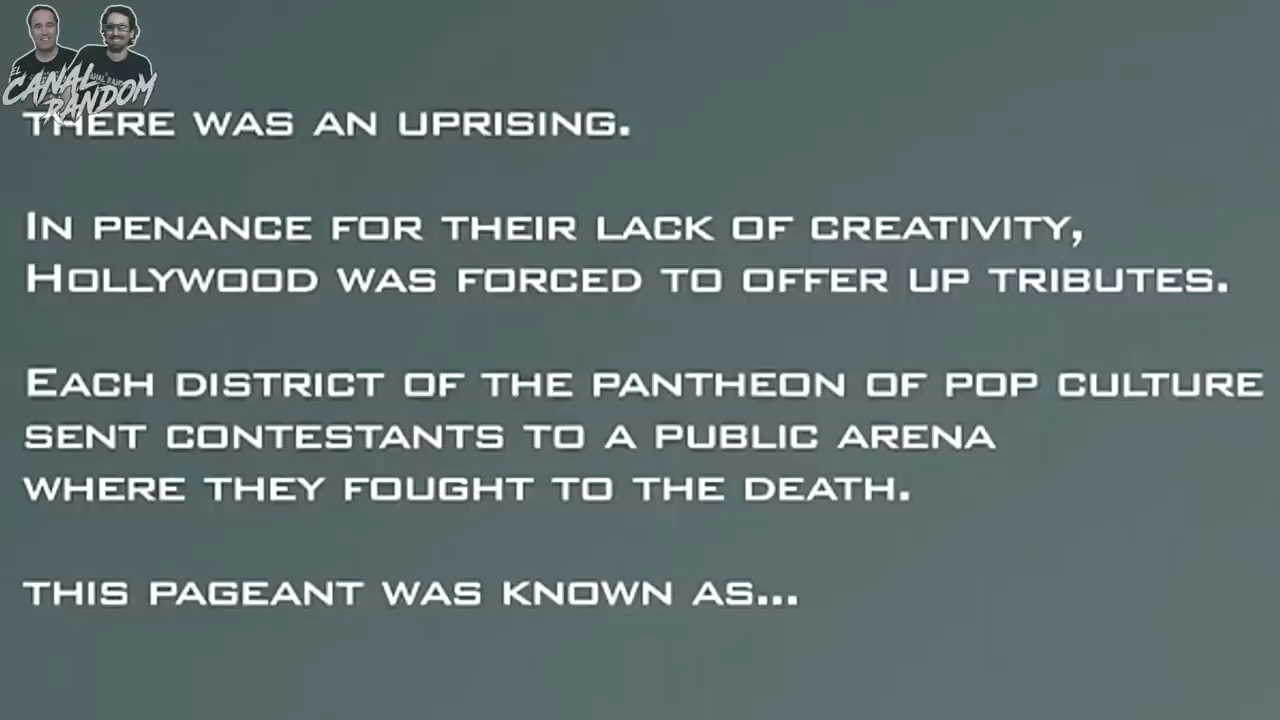 EL
CANAL
RANDOM
THERE WAS AN UPRISING.
IN PENANCE FOR THEIR LACK OF CREATIVITY,
HOLLYWOOD WAS FORCED TO OFFER UP TRIBUTES.
EACH DISTRICT OF THE PANTHEON OF POP CULTURE
SENT CONTESTANTS TO A PUBLIC ARENA
WHERE THEY FOUGHT TO THE DEATH.
THIS PAGEANT WAS KNOWN AS...